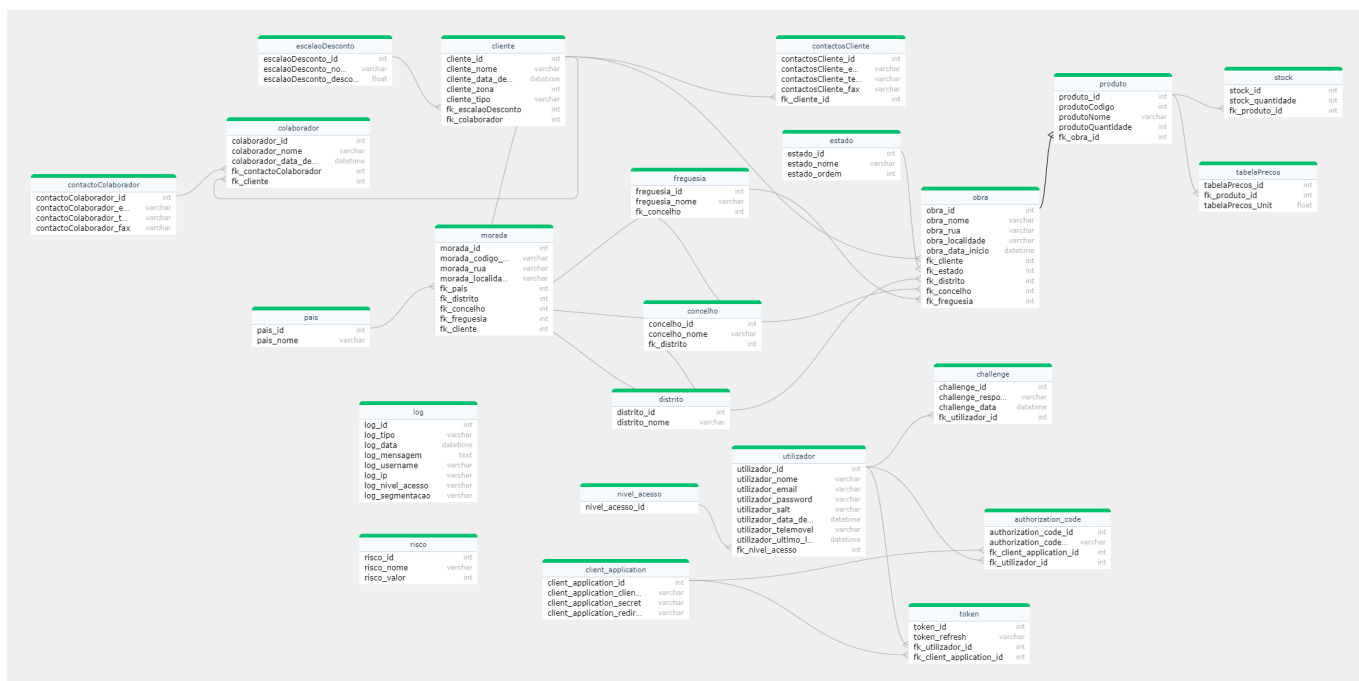 escalaoDesconto
escalaoDesconto_id int
escalaoDesconto_no... varchar
escalaoDesconto_desco... float
cliente
cliente_id int
cliente_nome varchar
cliente_data_de... datetime
cliente_zona int
cliente_tipo varchar
fk_escalaoDesconto int
fk_colaborador int
contactosCliente
contactosCliente_id int
contactosCliente_e... varchar
contactosCliente_te... varchar
contactosCliente_fax varchar
fk_cliente_id int
produto
produto_id int
produtoCodigo int
produtoNome varchar
produtoQuantidade int
fk_obra_id int
stock
stock_id int
stock_quantidade int
fk_produto_id int
colaborador
colaborador_id int
colaborador_nome varchar
colaborador_data_de... datetime
fk_contactoColaborador int
fk_cliente int
estado
estado_id int
estado_nome varchar
estado_ordem int
contactoColaborador
contactoColaborador_id int
contactoColaborador_e... varchar
contactoColaborador_t... varchar
contactoColaborador_fax varchar
freguesia
freguesia_id int
freguesia_nome varchar
fk_concelho int
tabelaPrecos
tabelaPrecos_id int
fk_produto_id int
tabelaPrecos_Unit float
obra
obra_id int
obra_nome varchar
obra_rua varchar
obra_localidade varchar
obra_data_inicio datetime
fk_cliente int
fk_estado int
fk_distrito int
fk_concelho int
fk_freguesia int
morada
morada_id int
morada_codigo_... varchar
morada_rua varchar
morada_localida... varchar
fk_pais int
fk_distrito int
fk_concelho int
fk_freguesia int
fk_cliente int
pais
pais_id int
pais_nome varchar
concelho
concelho_id int
concelho_nome varchar
fk_distrito int
distrito
distrito_id int
distrito_nome varchar
challenge
challenge_id int
challenge_respo... varchar
challenge_data datetime
fk_utilizador_id int
log
log_id int
log_tipo varchar
log_data datetime
log_mensagem text
log_username varchar
log_ip varchar
log_nivel_acesso varchar
log_segmentacao varchar
utilizador
utilizador_id int
utilizador_nome varchar
utilizador_email varchar
utilizador_password varchar
utilizador_salt varchar
utilizador_data_de... datetime
utilizador_telemovel varchar
utilizador_ultimo_l... datetime
fk_nivel_acesso int
nivel_acesso
nivel_acesso_id
authorization_code
authorization_code_id int
authorization_code... varchar
fk_client_application_id int
fk_utilizador_id int
risco
risco_id int
risco_nome varchar
risco_valor int
client_application
client_application_id int
client_application_clien... varchar
client_application_secret varchar
client_application_redir... varchar
token
token_id int
token_refresh varchar
fk_utilizador_id int
fk_client_application_id int